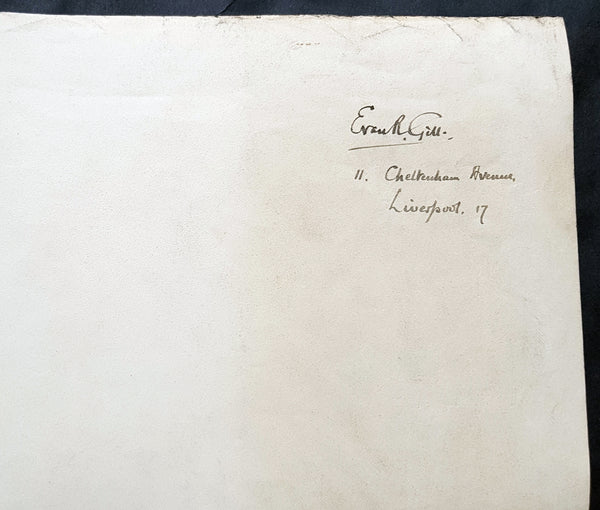 Evan R. Gill.
11. Cheltenham Avenue,
Liverpool. 17